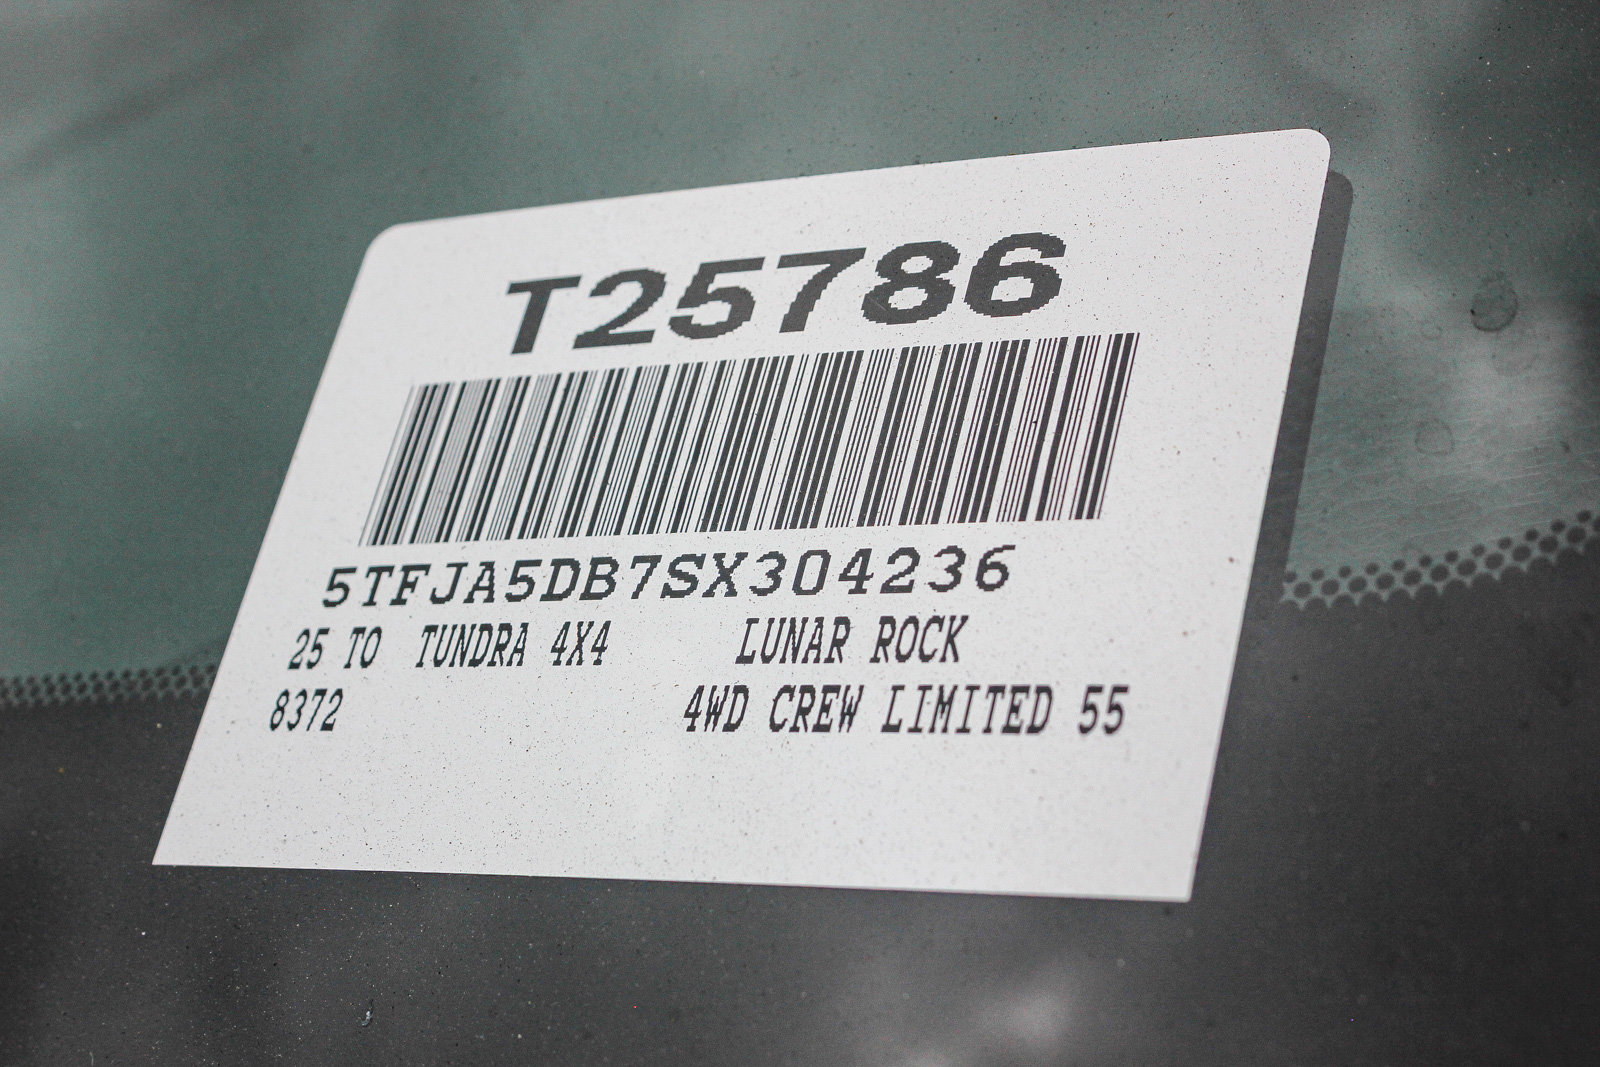 T25786
5TFJA5DB7SX304236
25 TO TUNDRA 4X4 LUNAR ROCK
8372 4WD CREW LIMITED 55